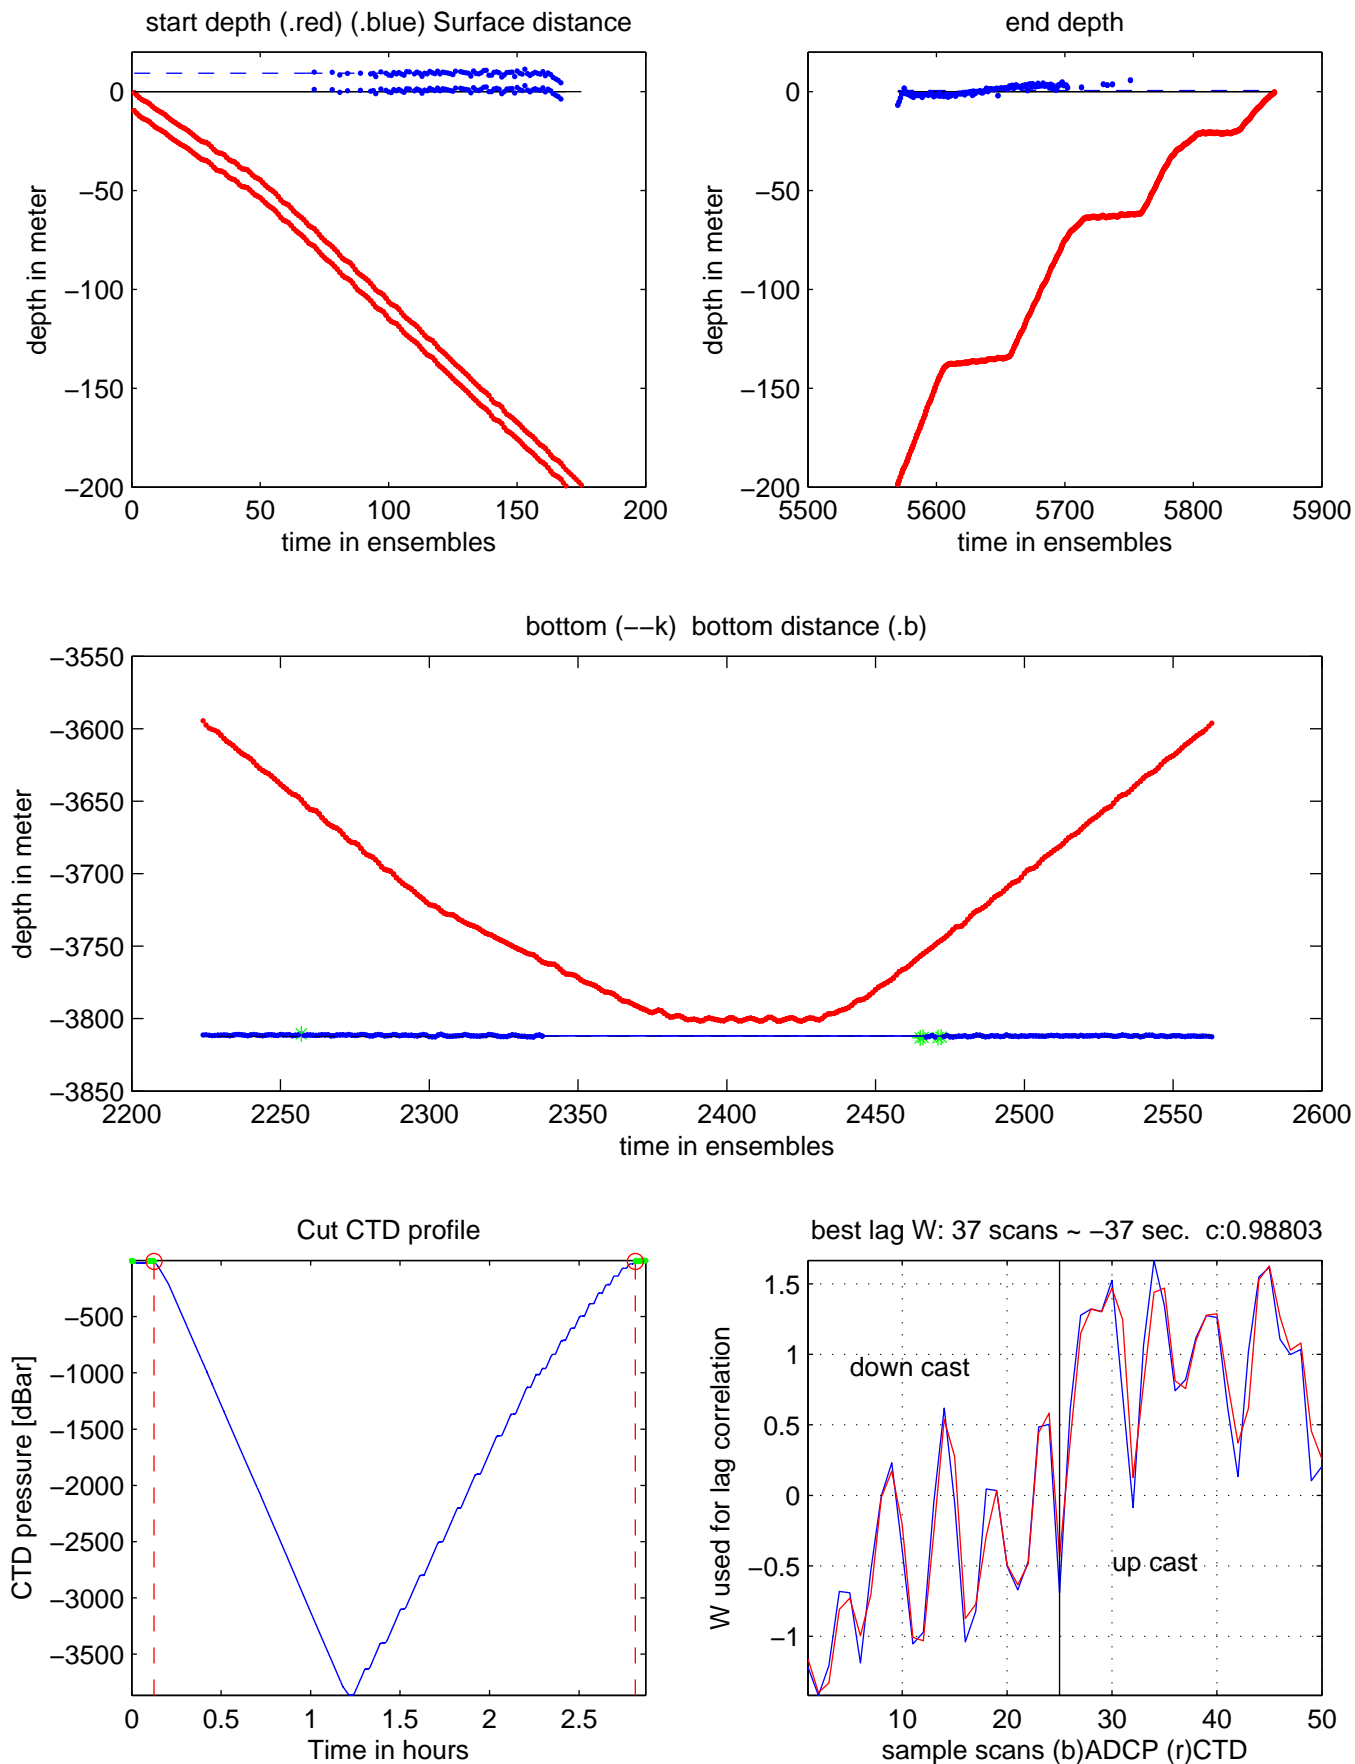 start depth (.red) (.blue) Surface distance
0
−50
−100
−150
−200
depth in meter
0 50 100 150 200
time in ensembles
end depth
0
−50
−100
−150
−200
depth in meter
5500 5600 5700 5800 5900
time in ensembles
bottom (−−k)  bottom distance (.b)
−3550
−3600
−3650
−3700
−3750
−3800
−3850
depth in meter
2200 2250 2300 2350 2400 2450 2500 2550 2600
time in ensembles
Cut CTD profile
−500
−1000
−1500
−2000
−2500
−3000
−3500
CTD pressure [dBar]
0 0.5 1 1.5 2 2.5
Time in hours
best lag W: 37 scans ~ −37 sec.  c:0.98803
1.5
1
0.5
0
−0.5
−1
W used for lag correlation
down cast
up cast
10 20 30 40 50
sample scans (b)ADCP (r)CTD